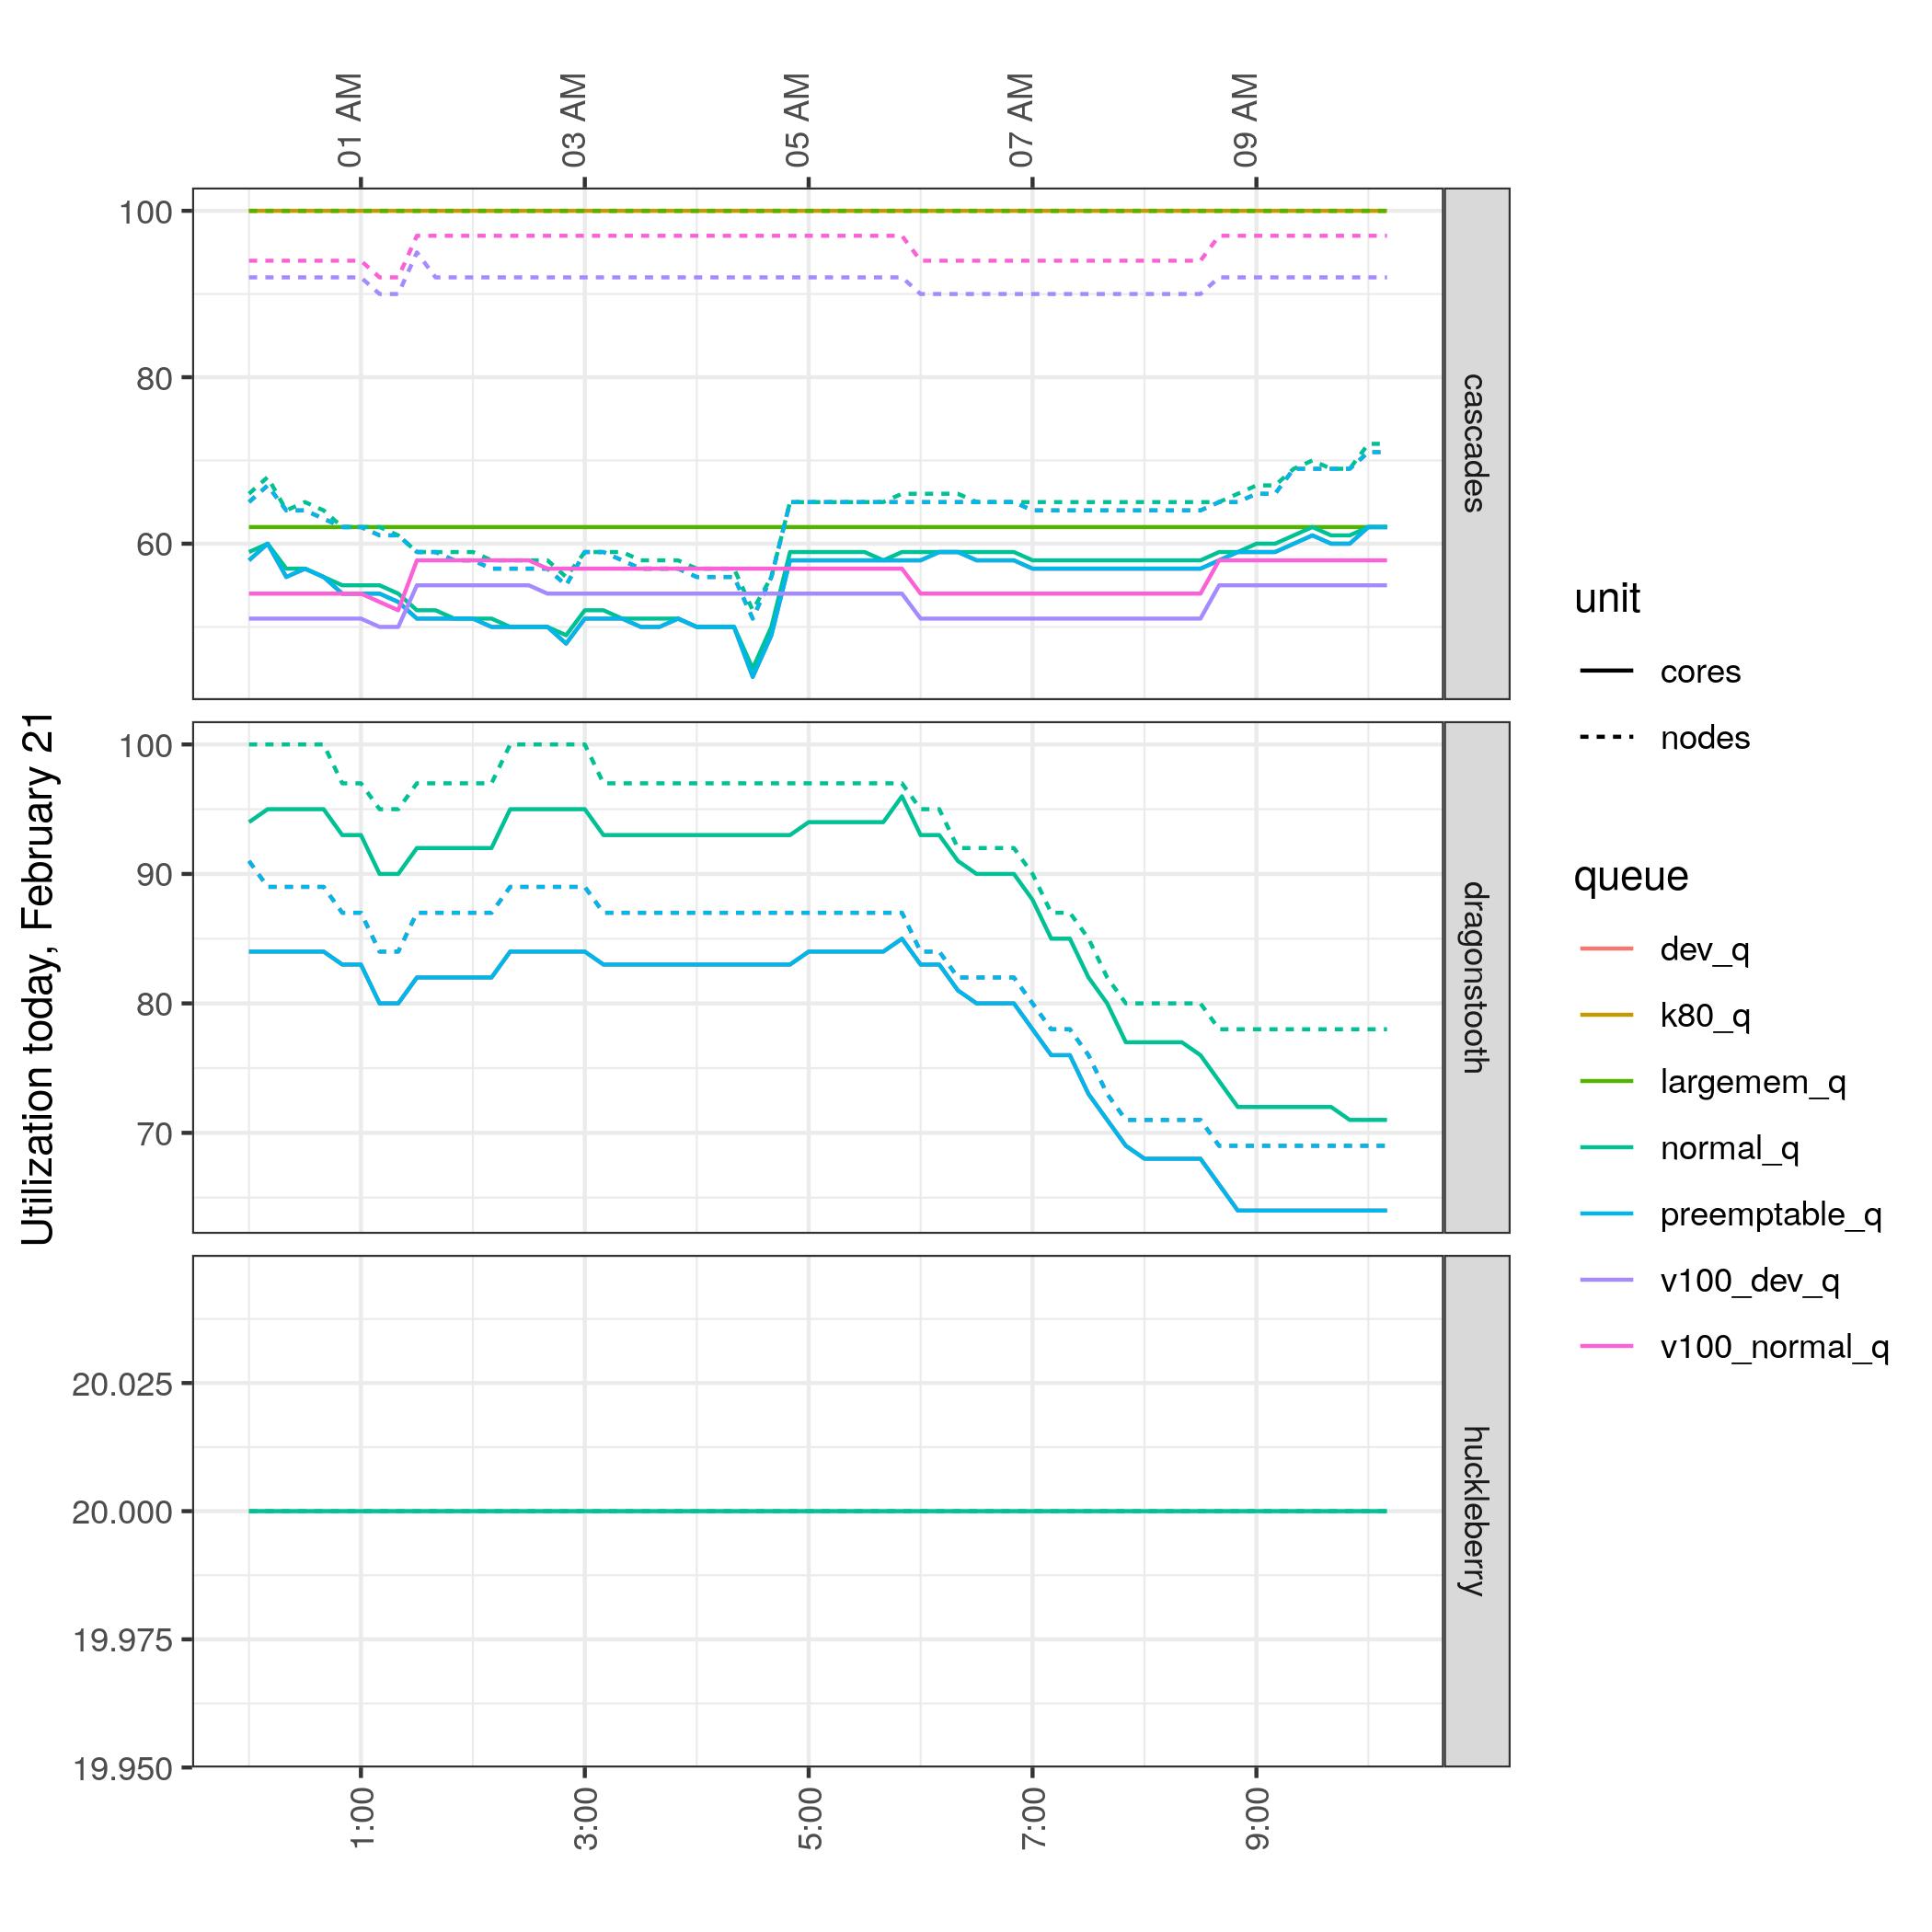 01 AM
03 AM
05 AM
07 AM
09 AM
100
80
60
cascades
Utilization today, February 21
100
90
80
70
dragonstooth
20.025
20.000
19.975
19.950
huckleberry
1:00
3:00
5:00
7:00
9:00
unit
cores
nodes
queue
dev_q
k80_q
largemem_q
normal_q
preemptable_q
v100_dev_q
v100_normal_q